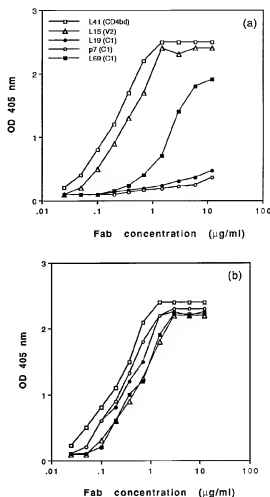 (a)
L41 (CD4bd)
L15 (V2)
L19 (C1)
p7 (C1)
L69 (C1)
OD 405 nm
3
2
1
0
.01 .1 1 10 100
Fab concentration (µg/ml)
(b)
OD 405 nm
3
2
1
0
.01 .1 1 10 100
Fab concentration (µg/ml)